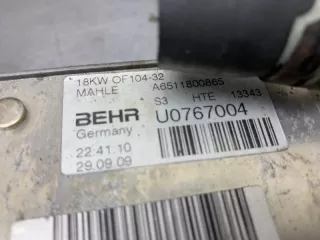 18KW OF104-32
MAHLE A6511800865
S3 HTE 13343
BEHR U0767004
Germany
22.41.10
29.09.09